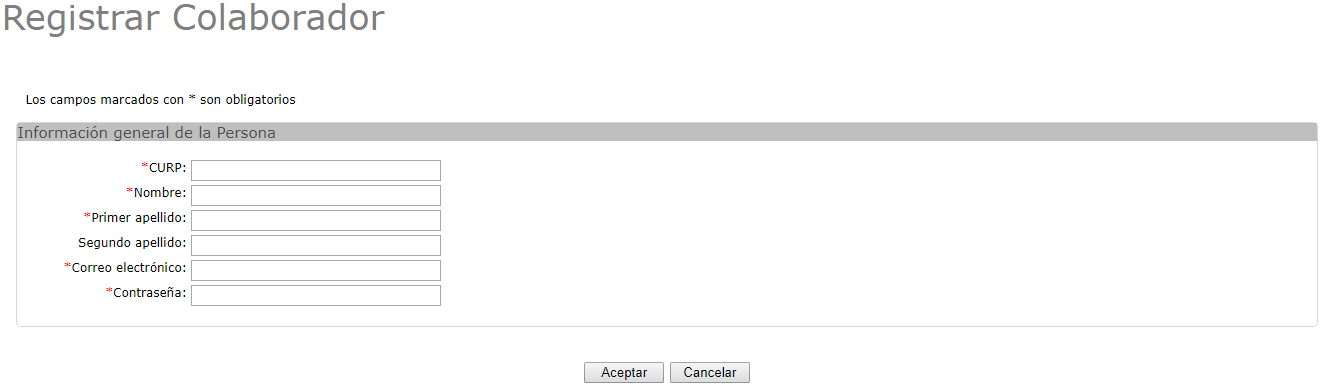 Registrar Colaborador
Los campos marcados con * son obligatorios
Información general de la Persona
*CURP:
*Nombre:
*Primer apellido:
Segundo apellido:
*Correo electrónico:
*Contraseña:
Aceptar Cancelar